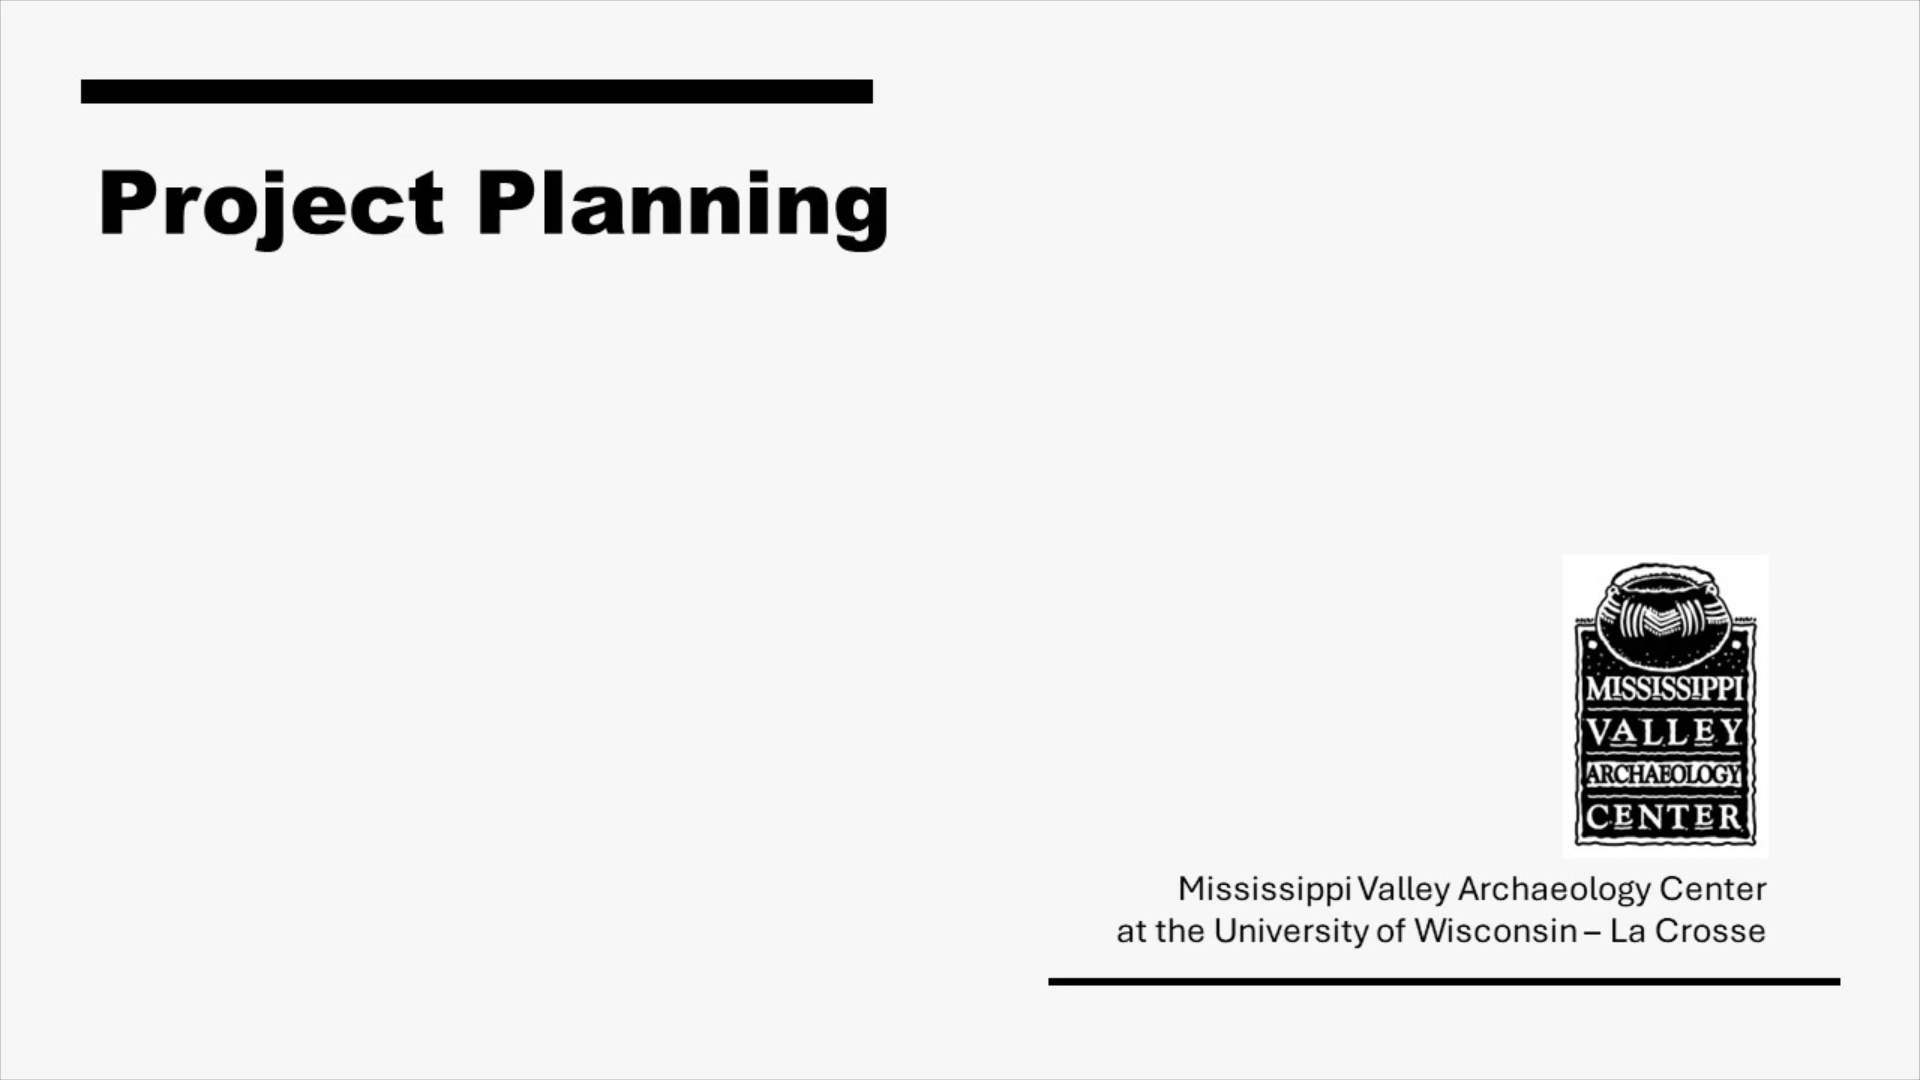 Project Planning
MISSISSIPPI
VALLEY
ARCHAEOLOGY
CENTER
Mississippi Valley Archaeology Center
at the University of Wisconsin – La Crosse